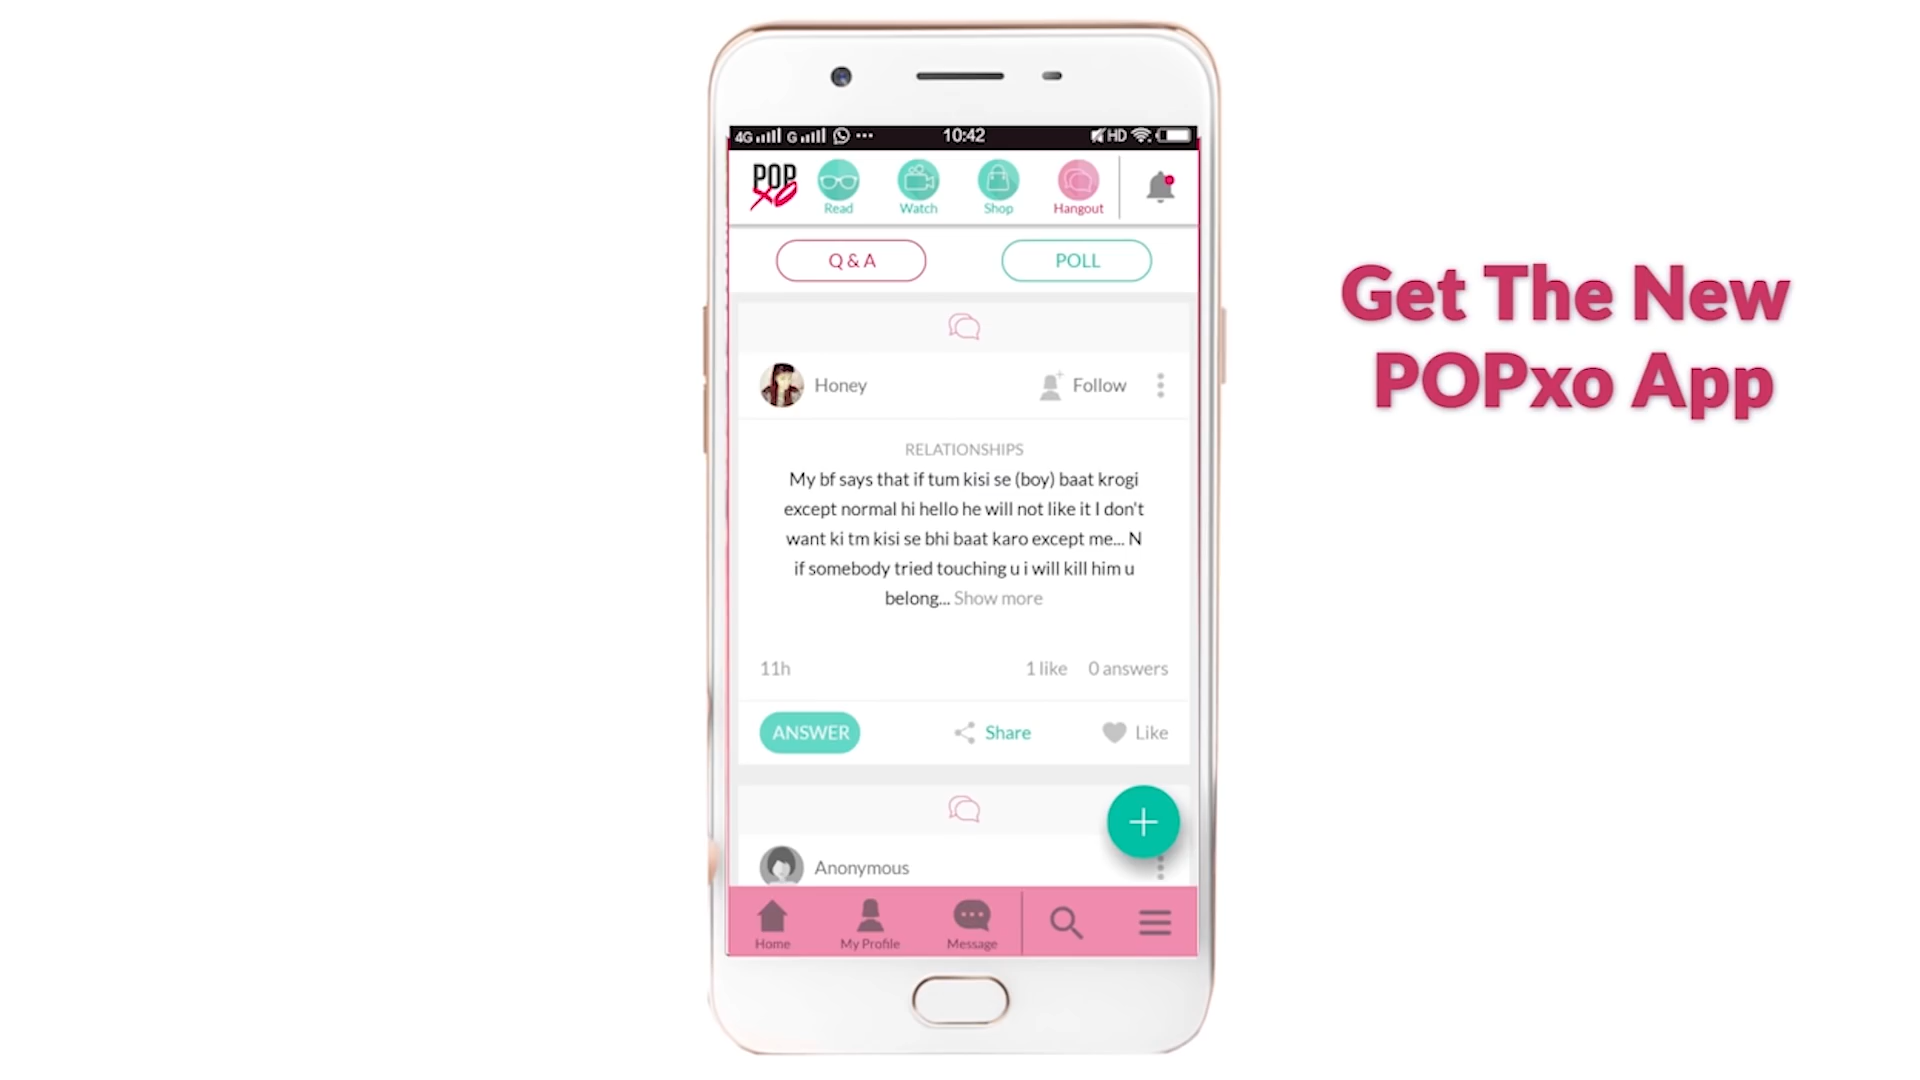 4G G 10:42 HD
POP
xo
Read Watch Shop Hangout
Q & A POLL
Honey Follow
RELATIONSHIPS
My bf says that if tum kisi se (boy) baat krogi
except normal hi hello he will not like it I don't
want ki tm kisi se bhi baat karo except me... N
if somebody tried touching u i will kill him u
belong... Show more
11h 1 like 0 answers
ANSWER Share Like
Anonymous
Home My Profile Message
Get The New
POPxo App